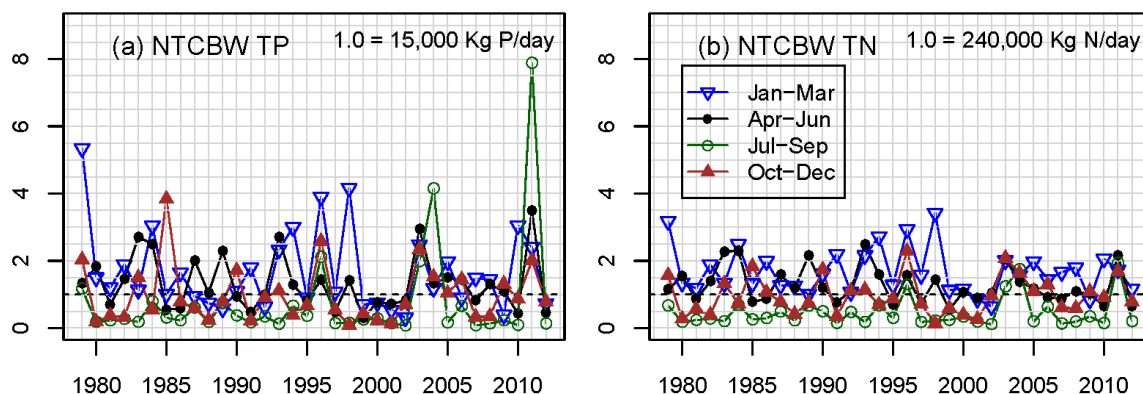 (a) NTCBW TP
1.0 = 15,000 Kg P/day
8
6
4
2
0
1980 1985 1990 1995 2000 2005 2010
(b) NTCBW TN
1.0 = 240,000 Kg N/day
Jan−Mar
Apr−Jun
Jul−Sep
Oct−Dec
8
6
4
2
0
1980 1985 1990 1995 2000 2005 2010